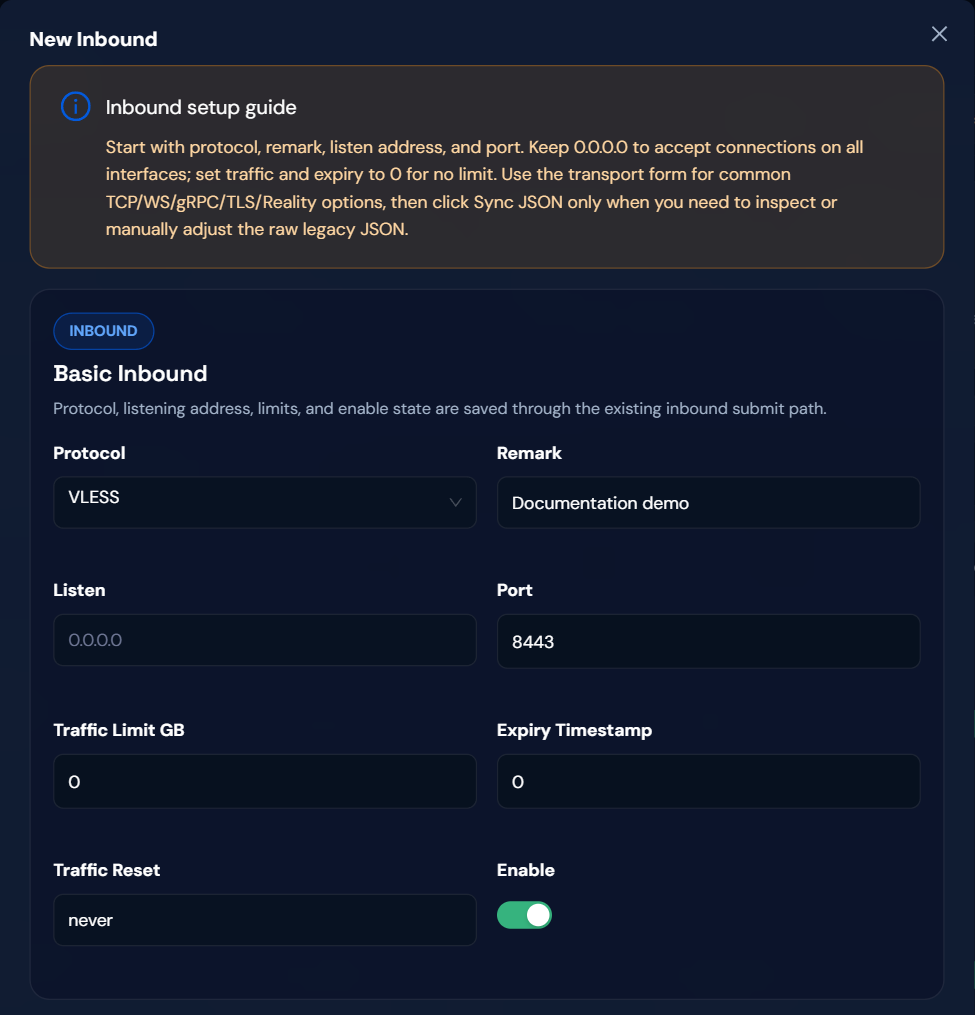 New Inbound
Inbound setup guide
Start with protocol, remark, listen address, and port. Keep 0.0.0.0 to accept connections on all
interfaces; set traffic and expiry to 0 for no limit. Use the transport form for common
TCP/WS/gRPC/TLS/Reality options, then click Sync JSON only when you need to inspect or
manually adjust the raw legacy JSON.
INBOUND
Basic Inbound
Protocol, listening address, limits, and enable state are saved through the existing inbound submit path.
Protocol
VLESS
Remark
Documentation demo
Listen
0.0.0.0
Port
8443
Traffic Limit GB
0
Expiry Timestamp
0
Traffic Reset
never
Enable